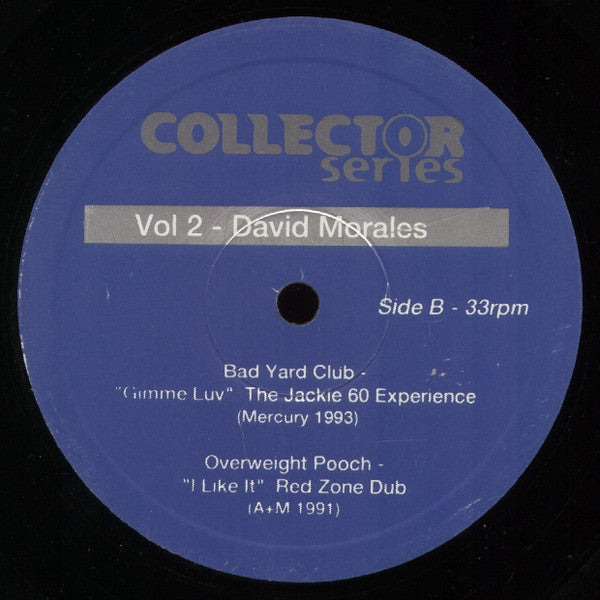 COLLECTOR
series
Vol 2 - David Morales
Side B - 33rpm
Bad Yard Club -
"Gimme Luv" The Jackie 60 Experience
(Mercury 1993)
Overweight Pooch -
"I Like It" Red Zone Dub
(A+M 1991)